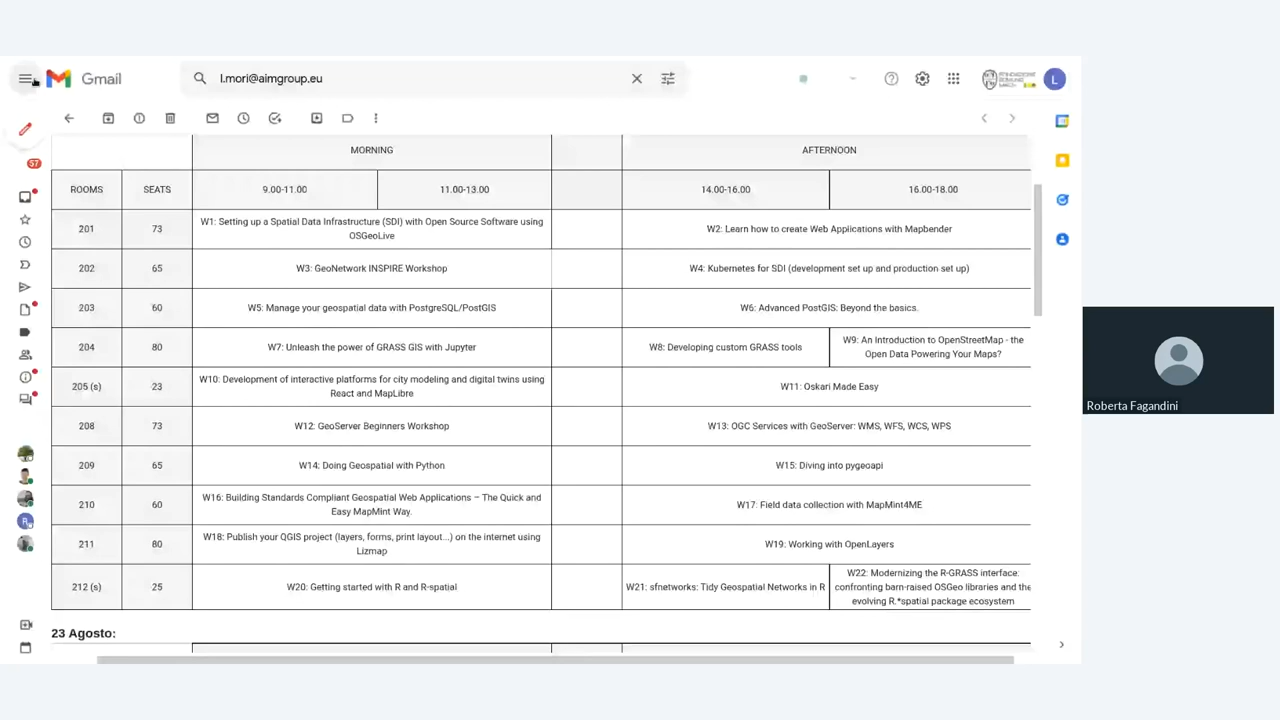 Gmail
l.mori@aimgroup.eu
L
57
MORNING
AFTERNOON
ROOMS
SEATS
9.00-11.00
11.00-13.00
14.00-16.00
16.00-18.00
201
73
W1: Setting up a Spatial Data Infrastructure (SDI) with Open Source Software using
OSGeoLive
W2: Learn how to create Web Applications with Mapbender
202
65
W3: GeoNetwork INSPIRE Workshop
W4: Kubernetes for SDI (development set up and production set up)
203
60
W5: Manage your geospatial data with PostgreSQL/PostGIS
W6: Advanced PostGIS: Beyond the basics.
204
80
W7: Unleash the power of GRASS GIS with Jupyter
W8: Developing custom GRASS tools
W9: An Introduction to OpenStreetMap - the
Open Data Powering Your Maps?
205 (s)
23
W10: Development of interactive platforms for city modeling and digital twins using
React and MapLibre
W11: Oskari Made Easy
208
73
W12: GeoServer Beginners Workshop
W13: OGC Services with GeoServer: WMS, WFS, WCS, WPS
209
65
W14: Doing Geospatial with Python
W15: Diving into pygeoapi
210
60
W16: Building Standards Compliant Geospatial Web Applications – The Quick and
Easy MapMint Way.
W17: Field data collection with MapMint4ME
211
80
W18: Publish your QGIS project (layers, forms, print layout...) on the internet using
Lizmap
W19: Working with OpenLayers
212 (s)
25
W20: Getting started with R and R-spatial
W21: sfnetworks: Tidy Geospatial Networks in R
W22: Modernizing the R-GRASS interface:
confronting barn-raised OSGeo libraries and the
evolving R.*spatial package ecosystem
23 Agosto:
R
Roberta Fagandini